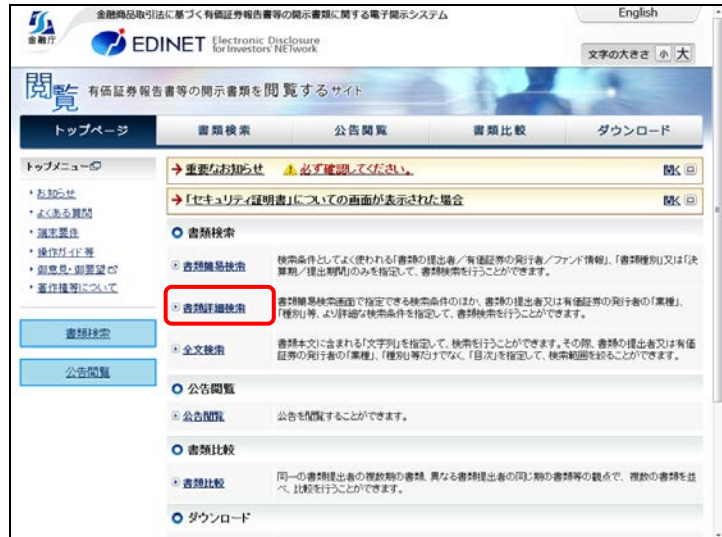 金融商品取引法に基づく有価証券報告書等の開示書類に関する電子開示システム
English
金融庁
EDINET Electronic Disclosure
for Investors' NETwork
文字の大きさ 小 大
閲覧 有価証券報告書等の開示書類を閲覧するサイト
トップページ 書類検索 公告閲覧 書類比較 ダウンロード
トップメニュー
お知らせ
よくある質問
端末要件
操作ガイド等
御意見・御要望
著作権等について
書類検索
公告閲覧
重要なお知らせ 必ず確認してください。 開く
「セキュリティ証明書」についての画面が表示された場合 開く
書類検索
書類簡易検索
検索条件としてよく使われる「書類の提出者/有価証券の発行者/ファンド情報」、「書類種別」又は「決
算期/提出期間」のみを指定して、書類検索を行うことができます。
書類詳細検索
書類簡易検索画面で指定できる検索条件のほか、書類の提出者又は有価証券の発行者の「業種」、
「種別」等、より詳細な検索条件を指定して、書類検索を行うことができます。
全文検索
書類本文に含まれる「文字列」を指定して、検索を行うことができます。その際、書類の提出者又は有価
証券の発行者の「業種」、「種別」等だけでなく、「目次」を指定して、検索範囲を絞ることができます。
公告閲覧
公告閲覧 公告を閲覧することができます。
書類比較
書類比較
同一の書類提出者の複数期の書類、異なる書類提出者の同じ期の書類等の観点で、複数の書類を並
べ、比較を行うことができます。
ダウンロード